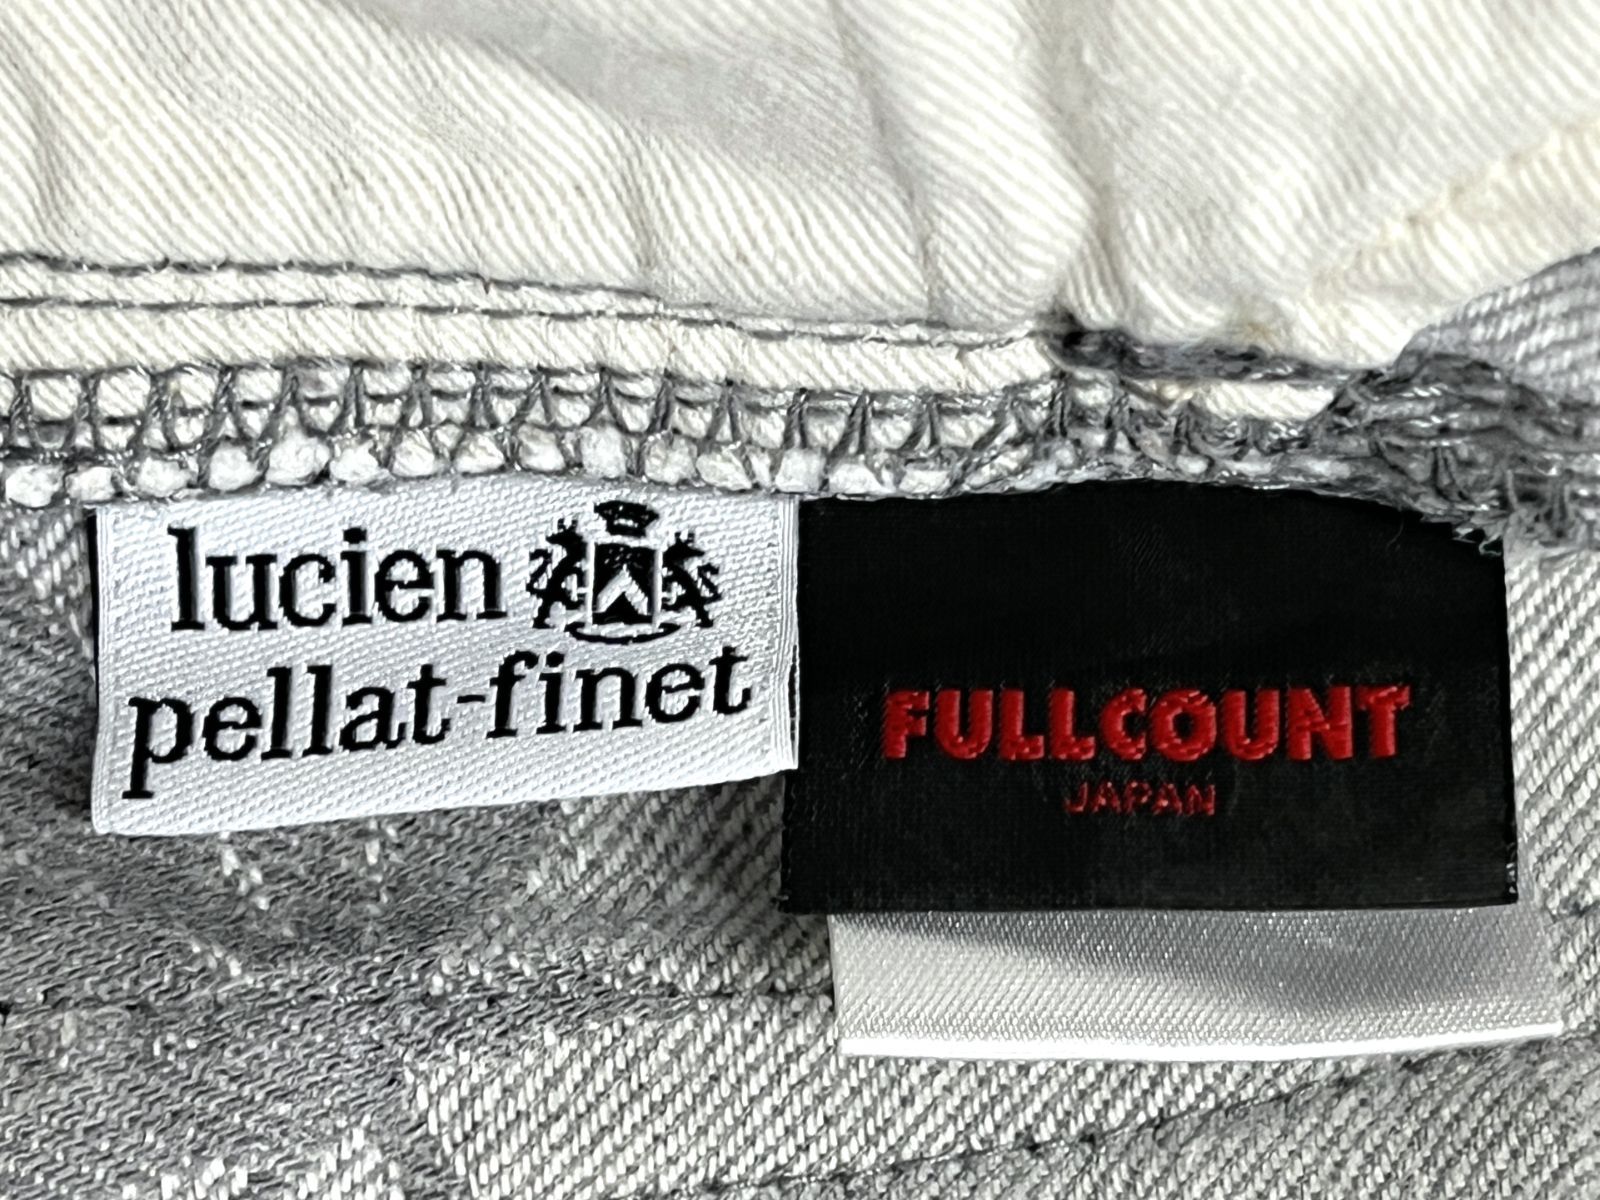 lucien
pellat-finet
FULLCOUNT
JAPAN